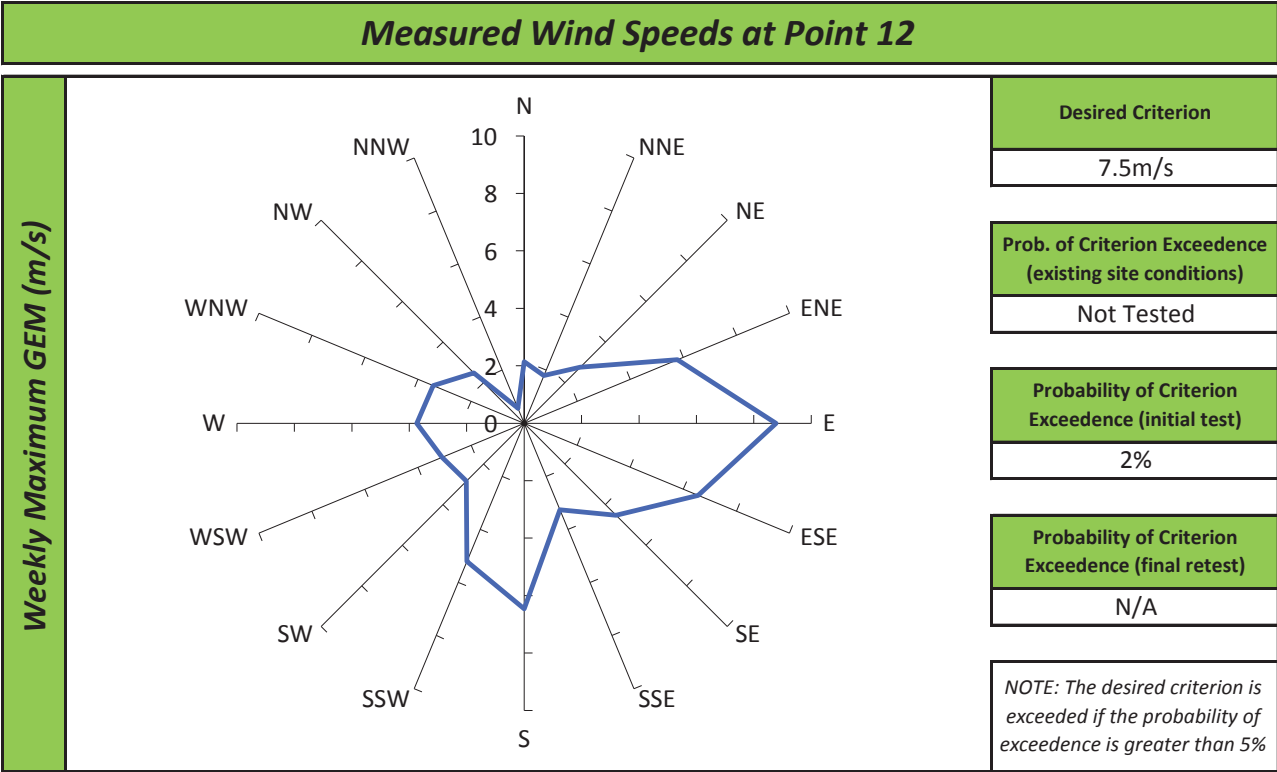 Measured Wind Speeds at Point 12
Weekly Maximum GEM (m/s)
N
NNE
NE
ENE
E
ESE
SE
SSE
S
SSW
SW
WSW
W
WNW
NW
NNW
10
8
6
4
2
0
Desired Criterion
7.5m/s
Prob. of Criterion Exceedence
(existing site conditions)
Not Tested
Probability of Criterion
Exceedence (initial test)
2%
Probability of Criterion
Exceedence (final retest)
N/A
NOTE: The desired criterion is
exceeded if the probability of
exceedence is greater than 5%